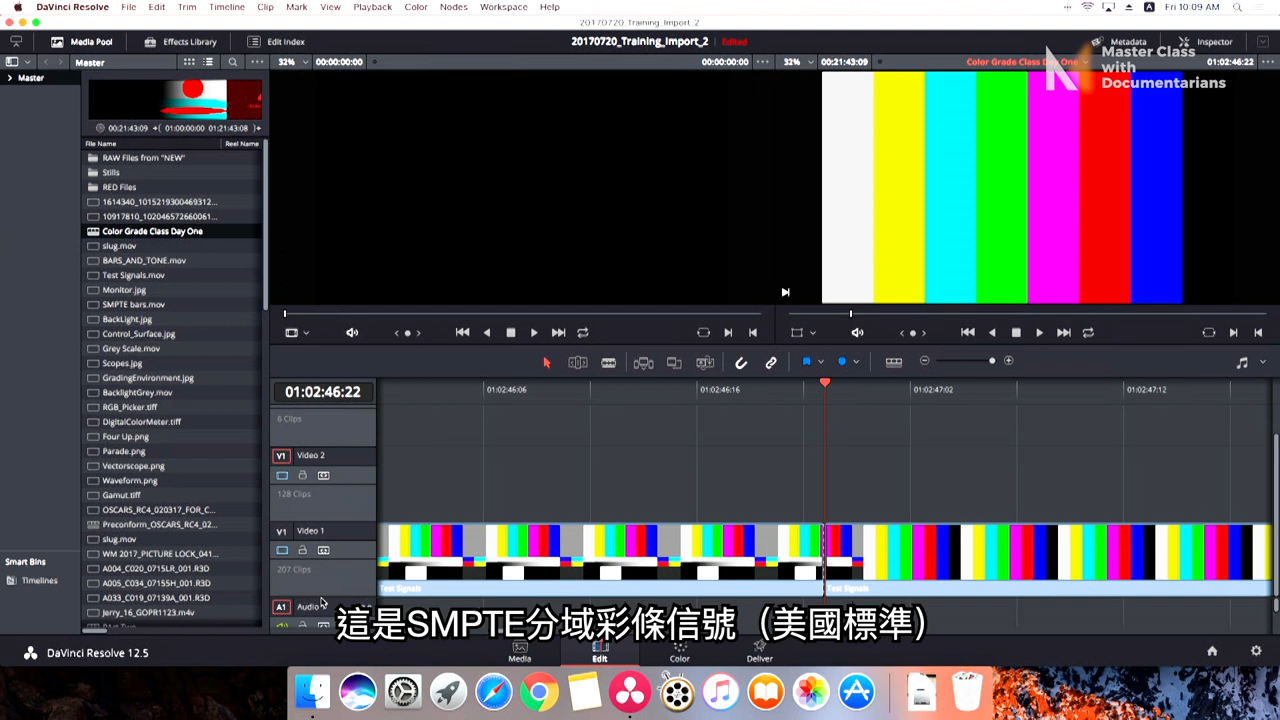 DaVinci Resolve File Edit Trim Timeline Clip Mark View Playback Color Nodes Workspace Help Fri 10:09 AM
20170720_Training_Import_2
Media Pool Effects Library Edit Index 20170720_Training_Import_2 Edited Metadata Inspector
Master 32% 00:00:00:00 00:00:00:00 32% 00:21:43:09 Color Grade Class Day One 01:02:46:22
Master Class
with
Documentarians
Master
00:21:43:09 01:00:00:00 01:21:43:08
File Name Reel Name
RAW Files from "NEW"
Stills
RED Files
1614340_1015219300469312...
10917810_102046572660061...
Color Grade Class Day One
slug.mov
BARS_AND_TONE.mov
Test Signals.mov
Monitor.jpg
SMPTE bars.mov
BackLight.jpg
Control_Surface.jpg
Grey Scale.mov
Scopes.jpg
GradingEnvironment.jpg
BacklightGrey.mov
RGB_Picker.tiff
DigitalColorMeter.tiff
Four Up.png
Parade.png
Vectorscope.png
Waveform.png
Gamut.tiff
OSCARS_RC4_020317_FOR_C...
Preconform_OSCARS_RC4_02...
slug.mov
WM 2017_PICTURE LOCK_041...
A004_C020_0715LR_001.R3D
A005_C034_07155H_001.R3D
A033_C019_0715LV_001.R3D
Jerry_16_GOPR1123.m4v
Smart Bins
Timelines
01:02:46:22 01:02:46:06 01:02:46:16 01:02:47:02 01:02:47:12
6 Clips
V1 Video 2
128 Clips
V1 Video 1
207 Clips
Test Signals Test Signals
A1 Audio
這是SMPTE分域彩條信號（美國標準）
DaVinci Resolve 12.5 Media Edit Color Deliver